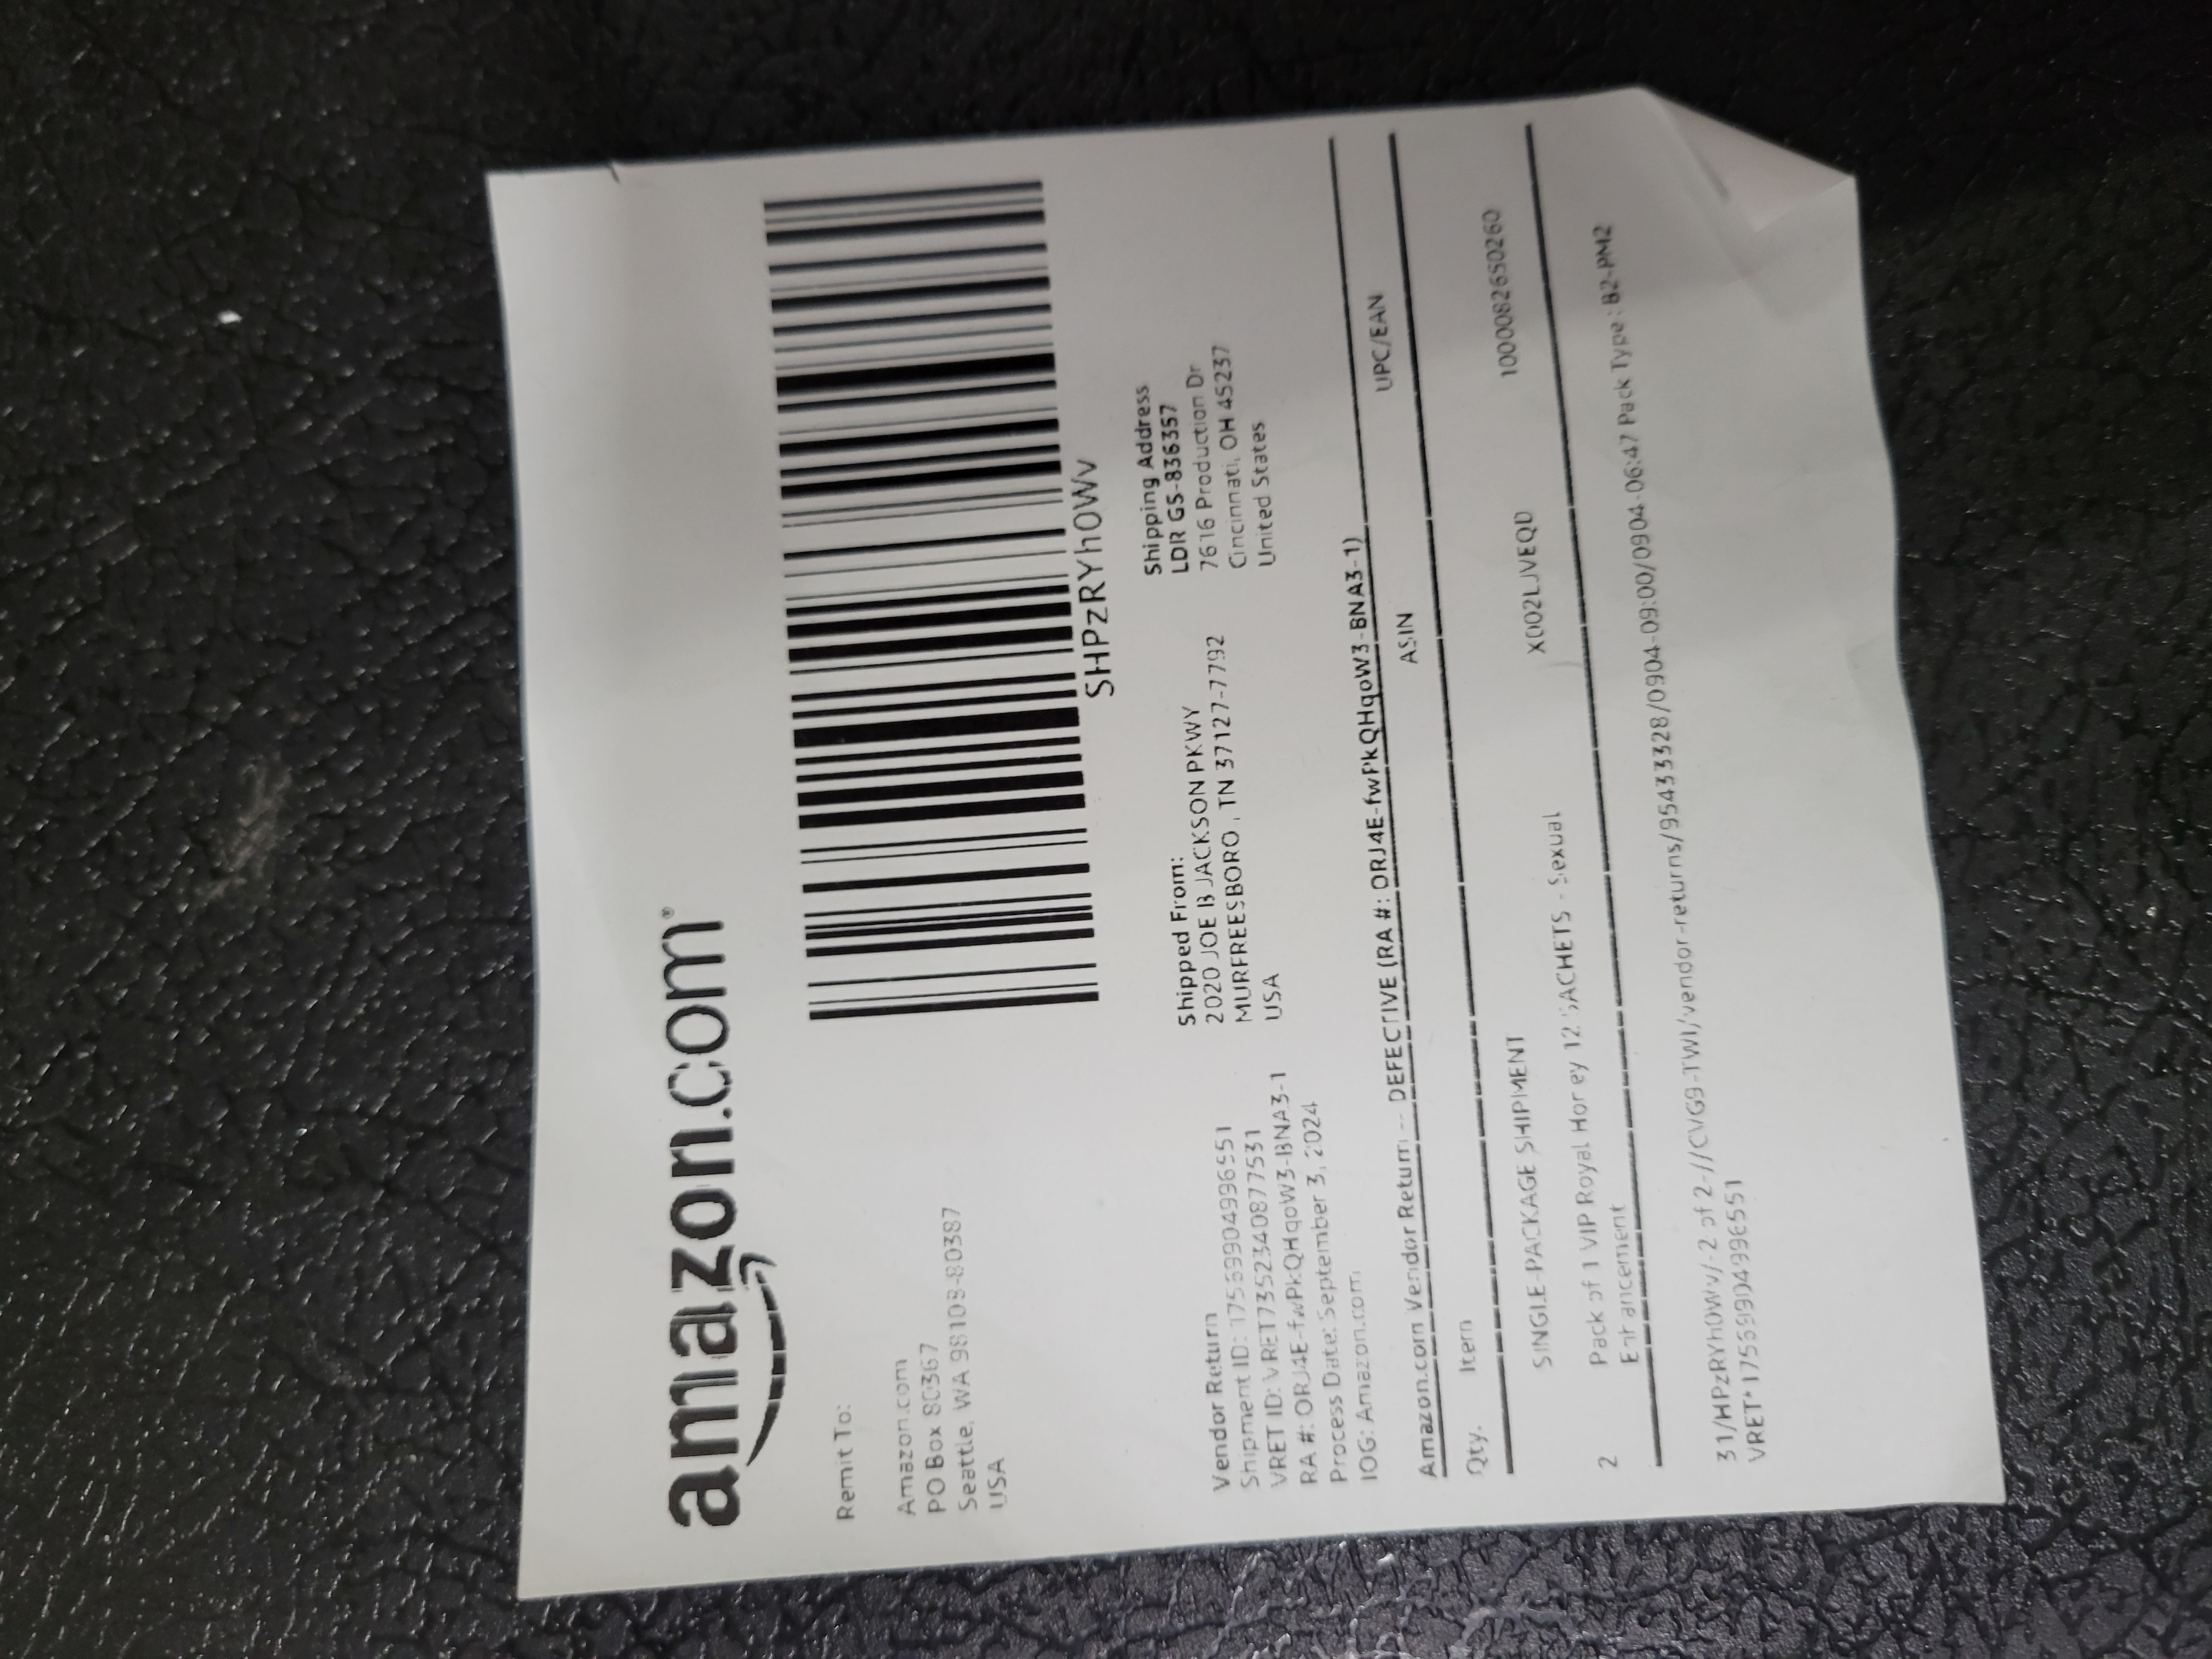 amazon.com®
SHPzRYh0Wv
Remit To:
Amazon.com
PO Box 80387
Seattle, WA 98108-80387
USA
Vendor Return
Shipment ID: 17559904996551
VRET ID: VRET7352340877531
RA #: ORJ4E-fwPkQHqoW3-BNA3-1
Process Date: September 3, 2024
IOG: Amazon.com
Shipped From:
2020 JOE B JACKSON PKWY
MURFREESBORO , TN 37127-7792
USA
Shipping Address
LDR GS-836357
7616 Production Dr
Cincinnati, OH 45237
United States
Amazon.com Vendor Return -- DEFECTIVE (RA #: ORJ4E-fwPkQHqoW3-BNA3-1)
Qty. Item ASIN UPC/EAN
SINGLE-PACKAGE SHIPMENT X002LJVEQD 1000082650260
2 Pack of 1 VIP Royal Honey 12 SACHETS - Sexual
Enhancement
31/HPzRYh0Wv/-2 of 2-//CVG9-TWI/vendor-returns/95433328/0904-09:00/0904-06:47 Pack Type : B2-PM2
VRET*17559904996551